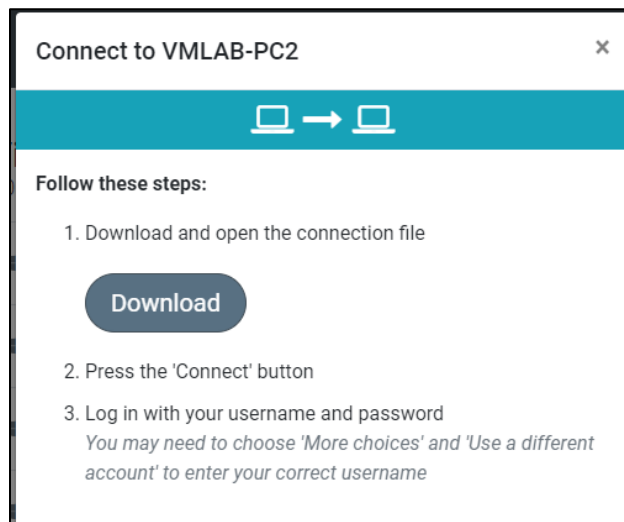 Connect to VMLAB-PC2
×
Follow these steps:
1. Download and open the connection file
Download
2. Press the 'Connect' button
3. Log in with your username and password
You may need to choose 'More choices' and 'Use a different
account' to enter your correct username